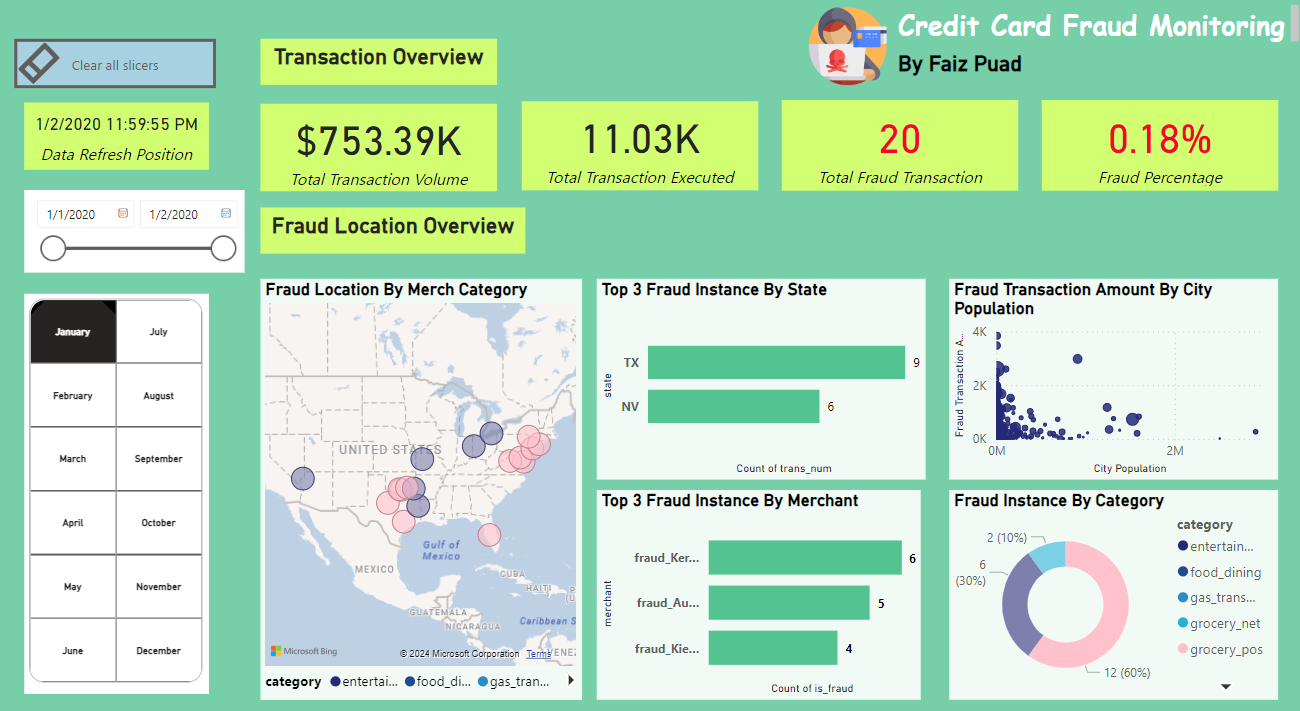 Credit Card Fraud Monitoring
By Faiz Puad
Clear all slicers
Transaction Overview
1/2/2020 11:59:55 PM
Data Refresh Position
$753.39K
Total Transaction Volume
11.03K
Total Transaction Executed
20
Total Fraud Transaction
0.18%
Fraud Percentage
1/1/2020
1/2/2020
Fraud Location Overview
January
July
February
August
March
September
April
October
May
November
June
December
Fraud Location By Merch Category
UNITED STATES
Gulf of
Mexico
MEXICO
CUBA
HAITI
P.
U
GUATEMALA
NICARAGUA
Caribbean S
VENEZ
Microsoft Bing
© 2024 Microsoft Corporation
Terms
category
entertai...
food_di...
gas_tran...
Top 3 Fraud Instance By State
state
TX
9
NV
6
Count of trans_num
Fraud Transaction Amount By City
Population
Fraud Transaction A...
4K
2K
0K
0M
2M
City Population
Top 3 Fraud Instance By Merchant
merchant
fraud_Ker...
6
fraud_Au...
5
fraud_Kie...
4
Count of is_fraud
Fraud Instance By Category
2 (10%)
6
(30%)
12 (60%)
category
entertain...
food_dining
gas_trans...
grocery_net
grocery_pos